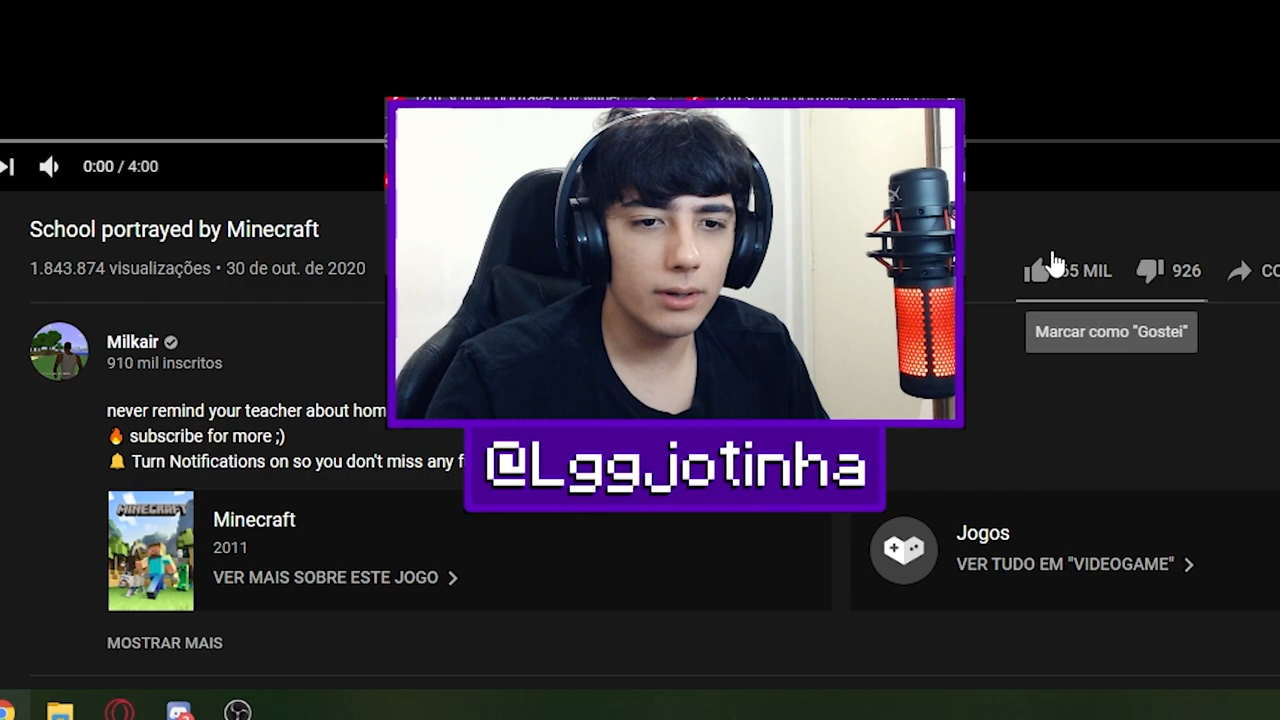 0:00 / 4:00
School portrayed by Minecraft
1.843.874 visualizações • 30 de out. de 2020
MIL
926
Marcar como "Gostei"
Milkair
910 mil inscritos
never remind your teacher about
🔥 subscribe for more ;)
🔔 Turn Notifications on so you don't miss any
@Lggjotinha
MINECRAFT
Minecraft
2011
VER MAIS SOBRE ESTE JOGO
Jogos
VER TUDO EM "VIDEOGAME"
MOSTRAR MAIS